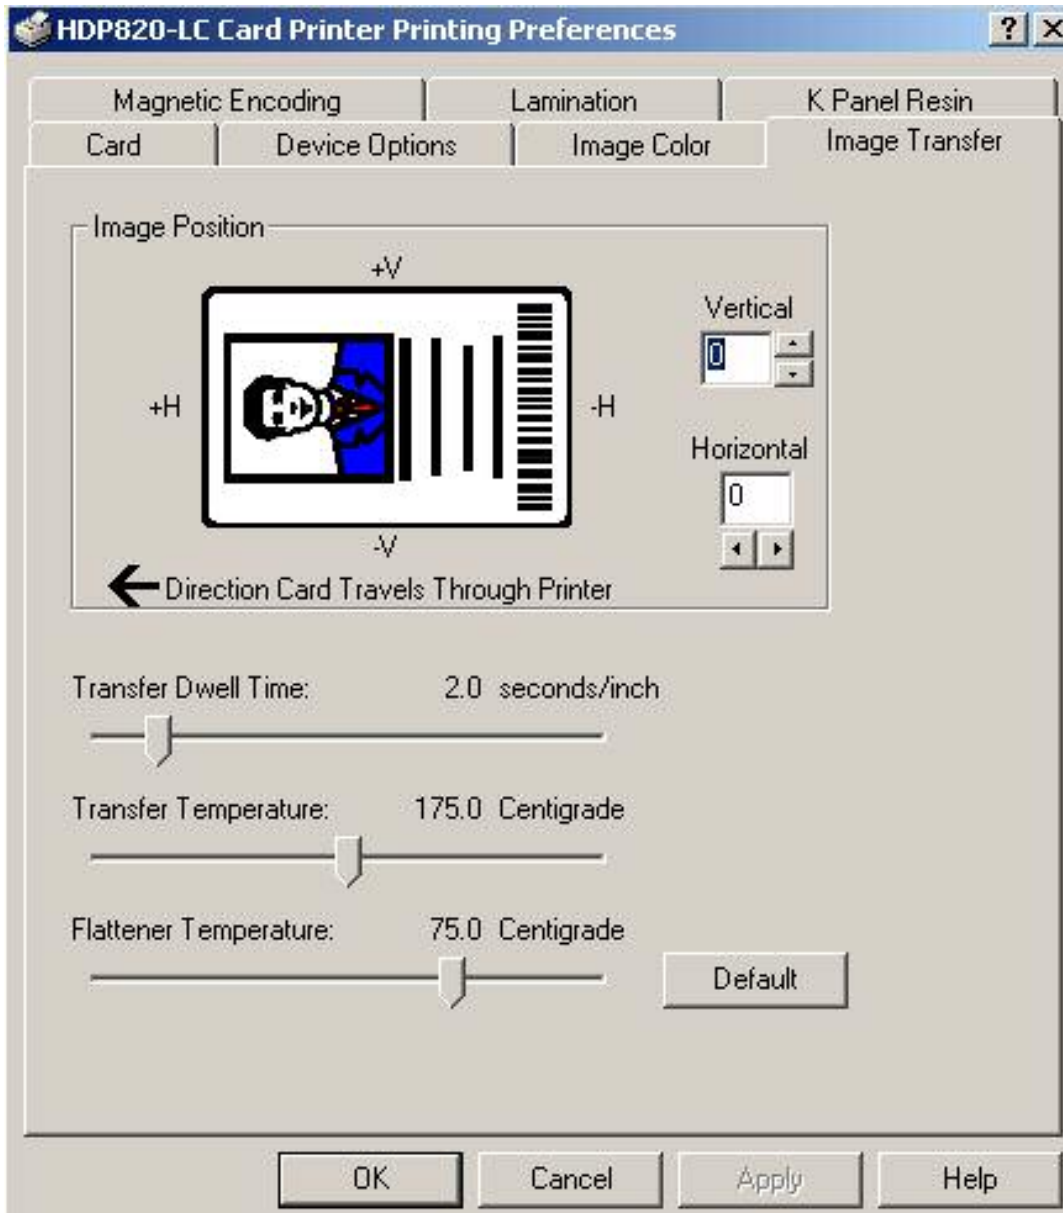 HDP820-LC Card Printer Printing Preferences
Magnetic Encoding Lamination K Panel Resin
Card Device Options Image Color Image Transfer
Image Position
+V
Vertical
0
+H -H
Horizontal
0
-V
Direction Card Travels Through Printer
Transfer Dwell Time: 2.0 seconds/inch
Transfer Temperature: 175.0 Centigrade
Flattener Temperature: 75.0 Centigrade
Default
OK Cancel Apply Help